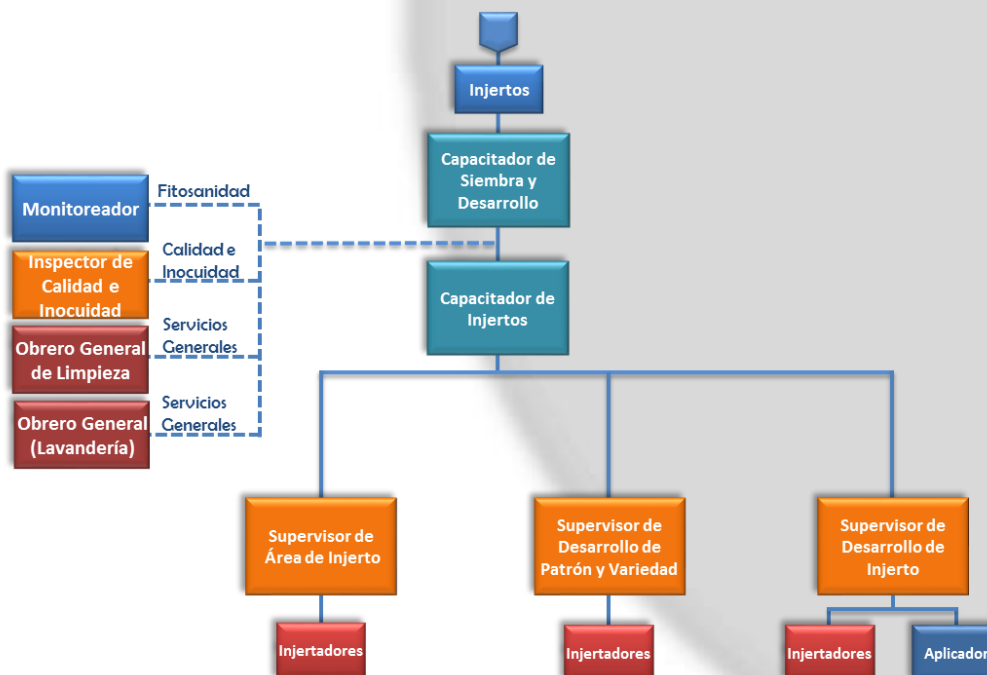 Injertos
Capacitador de
Siembra y
Desarrollo
Monitoreador
Fitosanidad
Inspector de
Calidad e
Inocuidad
Calidad e
Inocuidad
Capacitador de
Injertos
Obrero General
de Limpieza
Servicios
Generales
Obrero General
(Lavandería)
Servicios
Generales
Supervisor de
Área de Injerto
Supervisor de
Desarrollo de
Patrón y Variedad
Supervisor de
Desarrollo de
Injerto
Injertadores
Injertadores
Injertadores
Aplicador